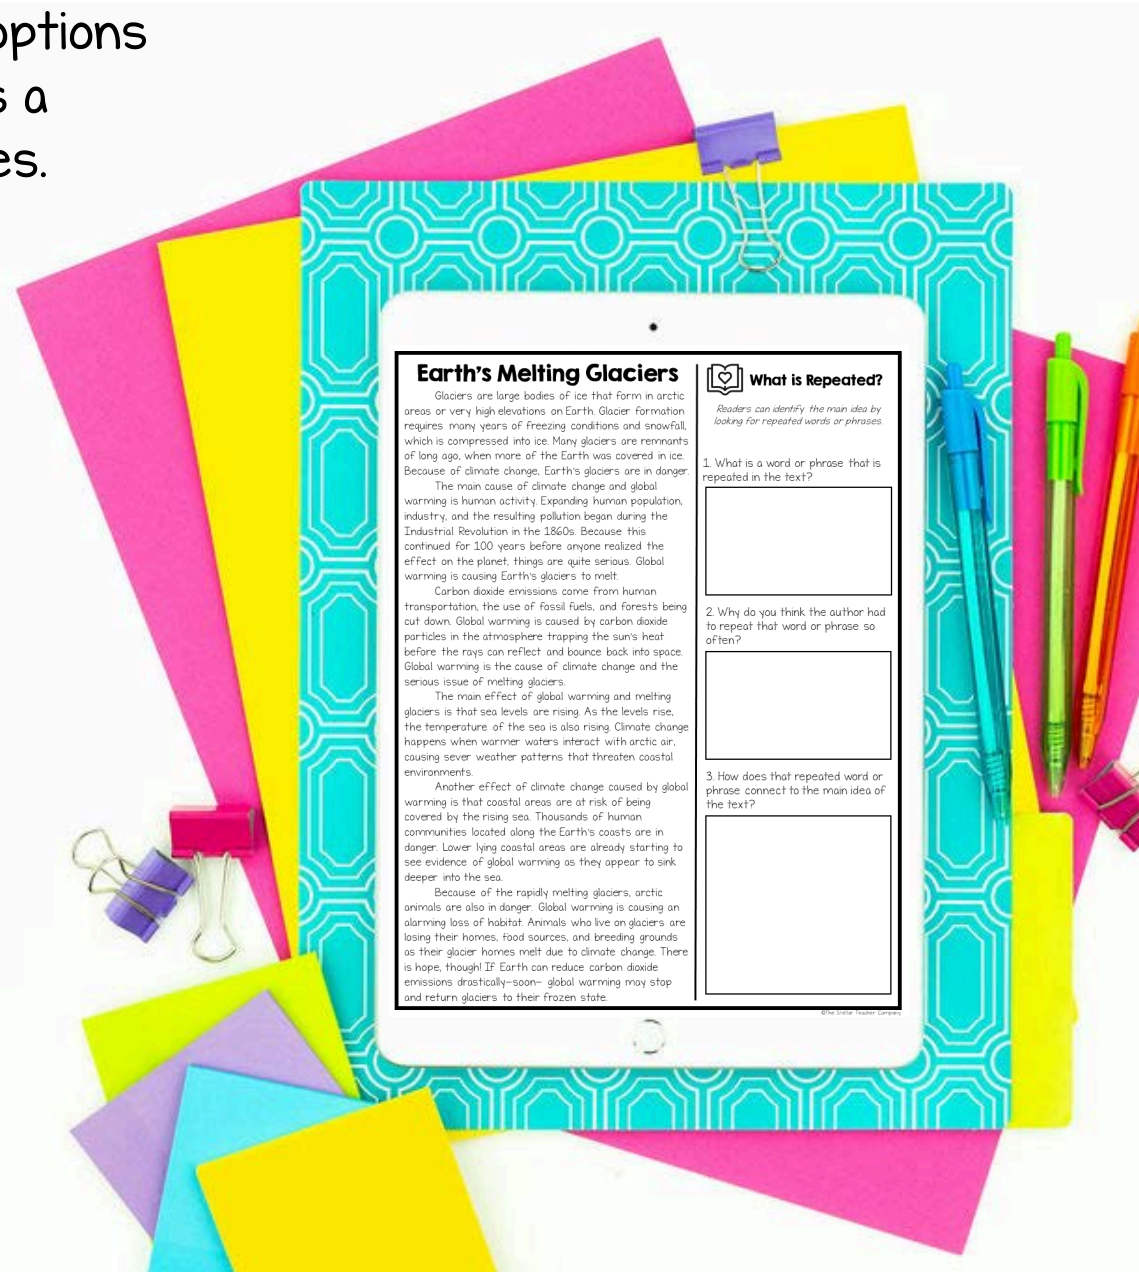 options
s a
es.
Earth's Melting Glaciers
Glaciers are large bodies of ice that form in arctic
areas or very high elevations on Earth. Glacier formation
requires many years of freezing conditions and snowfall,
which is compressed into ice. Many glaciers are remnants
of long ago, when more of the Earth was covered in ice.
Because of climate change, Earth's glaciers are in danger.
The main cause of climate change and global
warming is human activity. Expanding human population,
industry, and the resulting pollution began during the
Industrial Revolution in the 1860s. Because this
continued for 100 years before anyone realized the
effect on the planet, things are quite serious. Global
warming is causing Earth's glaciers to melt.
Carbon dioxide emissions come from human
transportation, the use of fossil fuels, and forests being
cut down. Global warming is caused by carbon dioxide
particles in the atmosphere trapping the sun's heat
before the rays can reflect and bounce back into space.
Global warming is the cause of climate change and the
serious issue of melting glaciers.
The main effect of global warming and melting
glaciers is that sea levels are rising. As the levels rise,
the temperature of the sea is also rising. Climate change
happens when warmer waters interact with arctic air,
causing sever weather patterns that threaten coastal
environments.
Another effect of climate change caused by global
warming is that coastal areas are at risk of being
covered by the rising sea. Thousands of human
communities located along the Earth's coasts are in
danger. Lower lying coastal areas are already starting to
see evidence of global warming as they appear to sink
deeper into the sea.
Because of the rapidly melting glaciers, arctic
animals are also in danger. Global warming is causing an
alarming loss of habitat. Animals who live on glaciers are
losing their homes, food sources, and breeding grounds
as their glacier homes melt due to climate change. There
is hope, though! If Earth can reduce carbon dioxide
emissions drastically—soon— global warming may stop
and return glaciers to their frozen state.
What is Repeated?
Readers can identify the main idea by
looking for repeated words or phrases.
1. What is a word or phrase that is
repeated in the text?
2. Why do you think the author had
to repeat that word or phrase so
often?
3. How does that repeated word or
phrase connect to the main idea of
the text?
©The Stellar Teacher Company